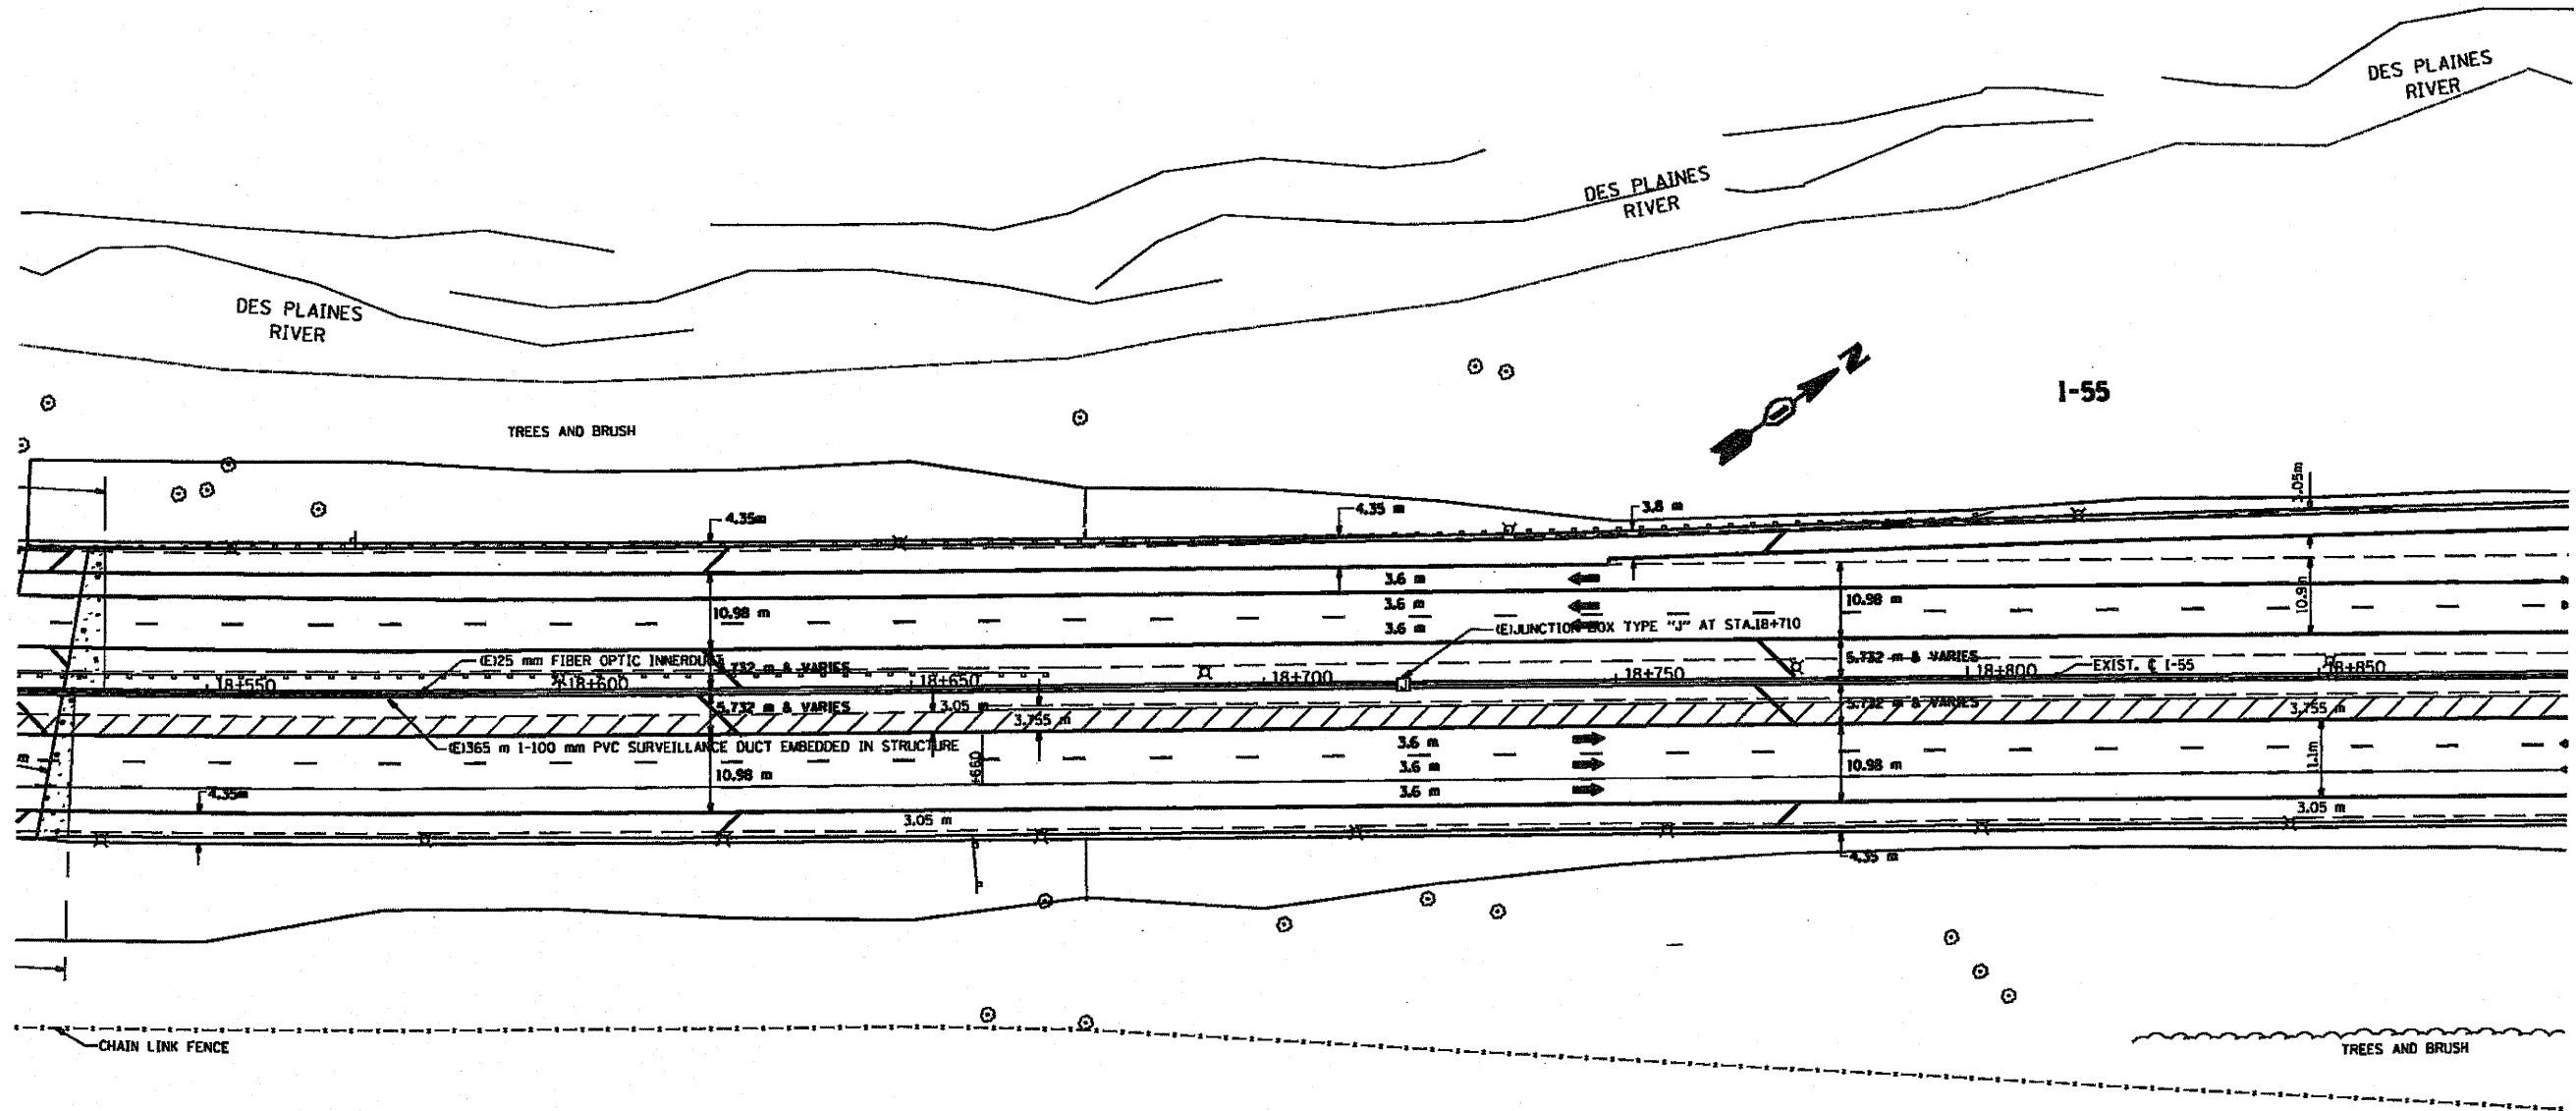 DES PLAINES
RIVER
DES PLAINES
RIVER
DES PLAINES
RIVER
N
I-55
TREES AND BRUSH
3.05m
4.35m
4.35 m
3.8 m
3.6 m
3.6 m
3.6 m
10.98 m
10.98 m
(E)JUNCTION BOX TYPE "J" AT STA.18+710
(E)25 mm FIBER OPTIC INNERDUCT
5.732 m & VARIES
5.732 m & VARIES
EXIST. ℄ I-55
18+550
18+600
18+650
18+700
18+750
18+800
18+850
5.732 m & VARIES
3.05 m
3.755 m
5.732 m & VARIES
3.755 m
(E)365 m 1-100 mm PVC SURVEILLANCE DUCT EMBEDDED IN STRUCTURE
+660
3.6 m
3.6 m
3.6 m
10.98 m
10.98 m
1.1m
m
4.35m
3.05 m
3.05 m
4.35 m
CHAIN LINK FENCE
TREES AND BRUSH